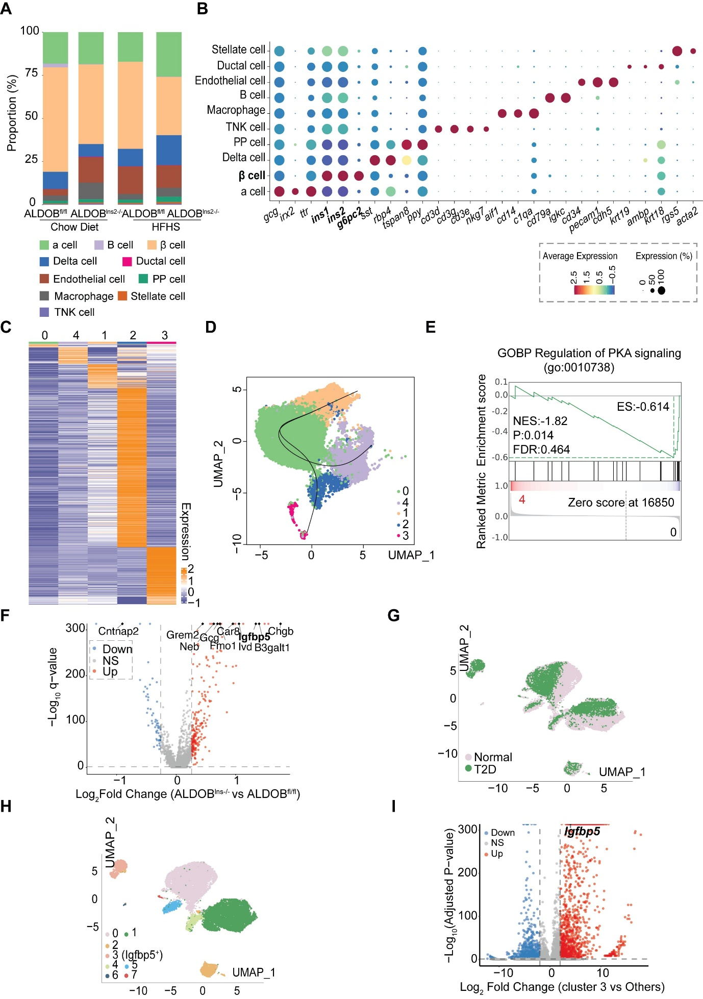 A
100
75
50
25
0
Proportion (%)
ALDOBfl/fl ALDOBIns2-/- ALDOBfl/fl ALDOBIns2-/-
Chow Diet HFHS
a cell B cell β cell
Delta cell Ductal cell
Endothelial cell PP cell
Macrophage Stellate cell
TNK cell
B
Stellate cell
Ductal cell
Endothelial cell
B cell
Macrophage
TNK cell
PP cell
Delta cell
β cell
a cell
gcg irx2 ttr ins1 ins2 g6pc2 sst rbp4 tspan8 ppy cd3d cd3g cd3e nkg7 aif1 cd14 c1qa cd79a igkc cd34 pecam1 cdh5 krt19 ambp krt18 rgs5 acta2
Average Expression Expression (%)
2.5 1.5 0.5 −0.5 0 50 100
C
0 4 1 2 3
Expression
2
1
0
−1
D
5
0
−5
−10
UMAP_2
0
4
1
2
3
−5 0 5 UMAP_1
E
GOBP Regulation of PKA signaling
(go:0010738)
0.1
0.0
-0.2
-0.4
-0.6
Enrichment score
ES:-0.614
NES:-1.82
P:0.014
FDR:0.464
1.0
0.0
-1.0
Ranked Metric
4
Zero score at 16850
0
F
300
200
100
0
−Log10 q−value
Cntnap2 Grem2 Gcg Car8 Igfbp5 Chgb
Neb Fmo1 Ivd B3galt1
Down
NS
Up
−1 0 1
Log2Fold Change (ALDOBIns-/- vs ALDOBfl/fl)
G
UMAP_2
5
0
−5
−10
Normal
T2D
UMAP_1
−10 −5 0 5
H
UMAP_2
5
0
−5
0 1
2
3 (Igfbp5+)
4 5
6 7
UMAP_1
−10 −5 0 5
I
300
200
100
0
−Log10(Adjusted P−value)
Down
NS
Up
Igfbp5
−10 0 10
Log2 Fold Change (cluster 3 vs Others)